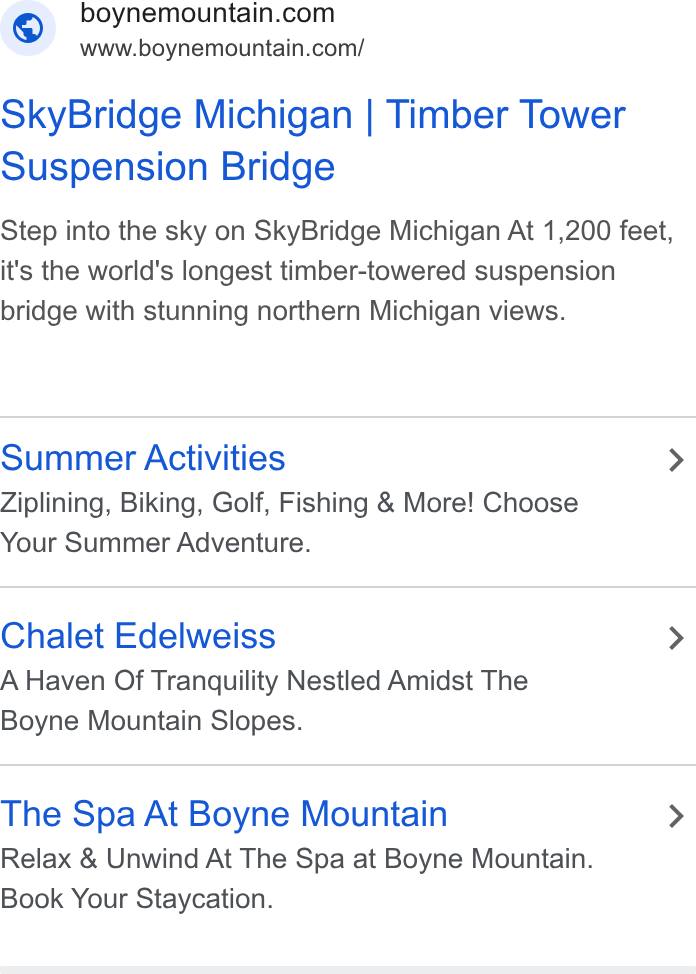 boynemountain.com
www.boynemountain.com/
SkyBridge Michigan | Timber Tower
Suspension Bridge
Step into the sky on SkyBridge Michigan At 1,200 feet,
it's the world's longest timber-towered suspension
bridge with stunning northern Michigan views.
Summer Activities
Ziplining, Biking, Golf, Fishing & More! Choose
Your Summer Adventure.
Chalet Edelweiss
A Haven Of Tranquility Nestled Amidst The
Boyne Mountain Slopes.
The Spa At Boyne Mountain
Relax & Unwind At The Spa at Boyne Mountain.
Book Your Staycation.